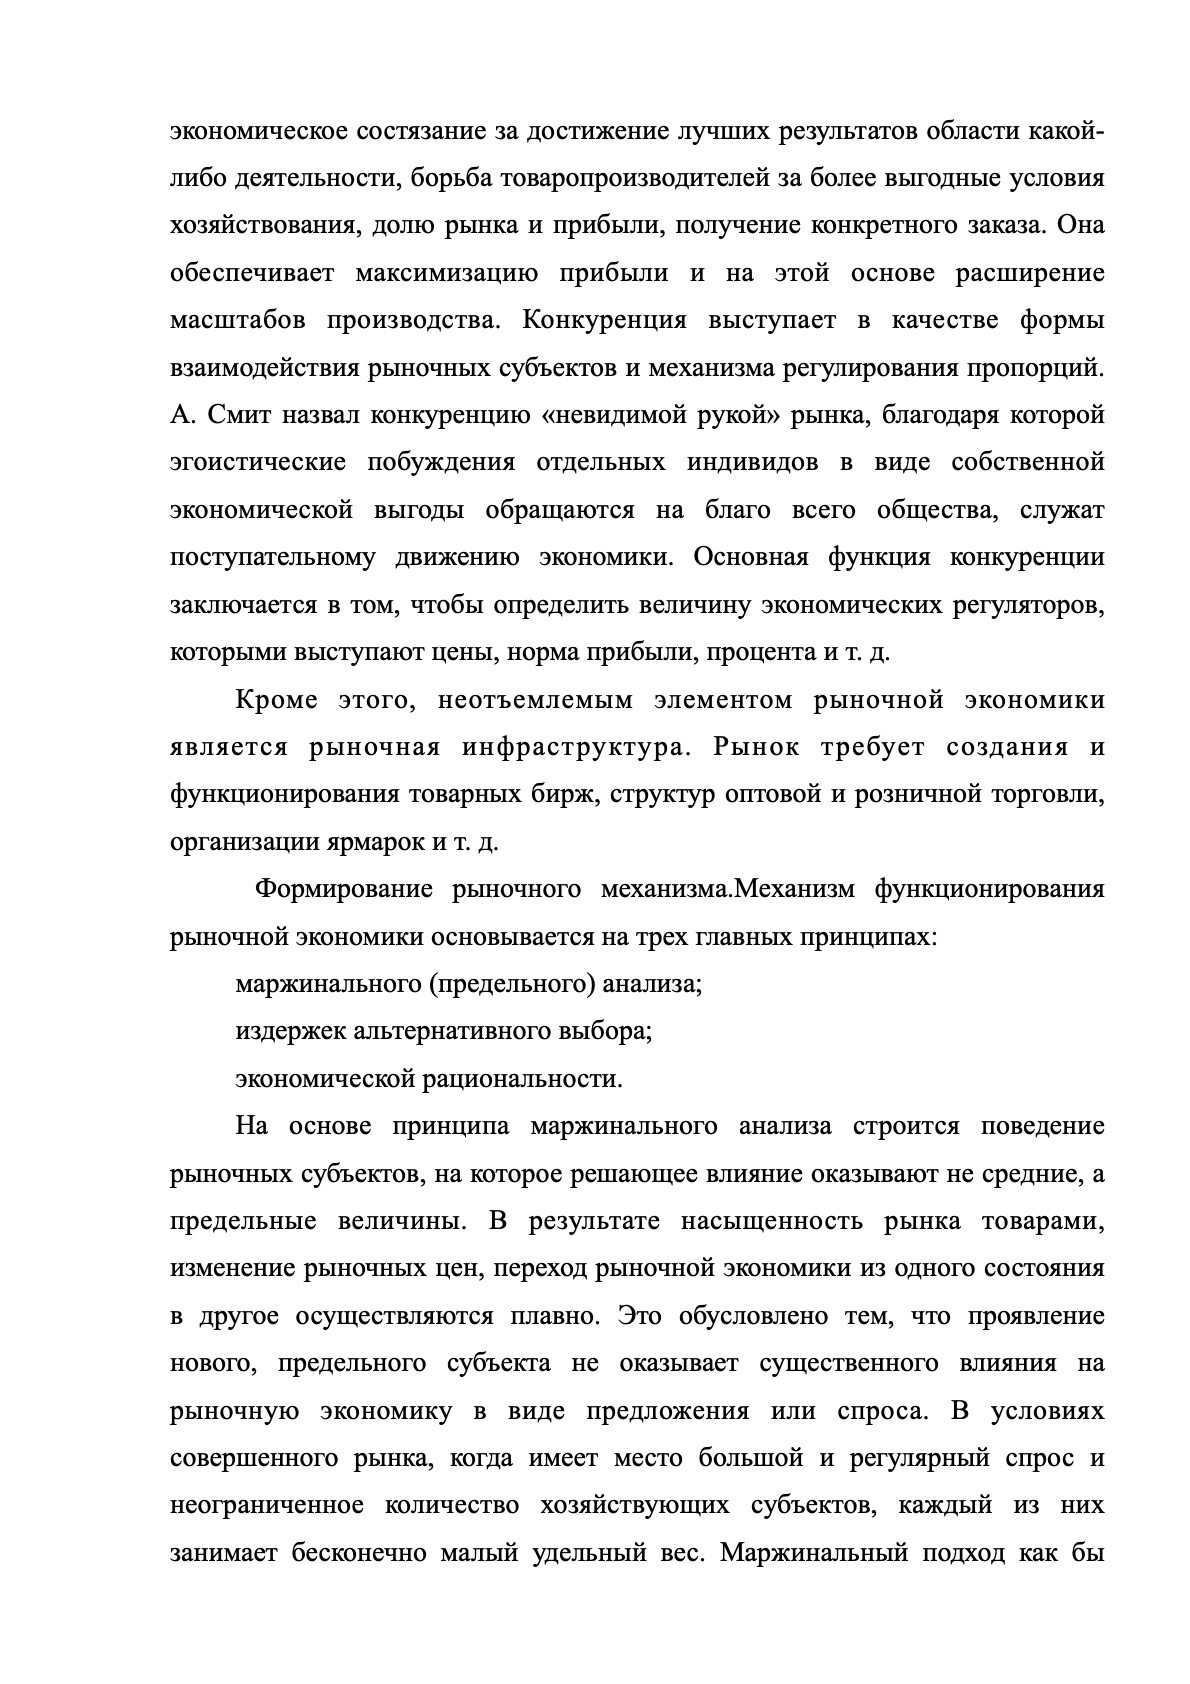 экономическое состязание за достижение лучших результатов области какой-
либо деятельности, борьба товаропроизводителей за более выгодные условия
хозяйствования, долю рынка и прибыли, получение конкретного заказа. Она
обеспечивает максимизацию прибыли и на этой основе расширение
масштабов производства. Конкуренция выступает в качестве формы
взаимодействия рыночных субъектов и механизма регулирования пропорций.
А. Смит назвал конкуренцию «невидимой рукой» рынка, благодаря которой
эгоистические побуждения отдельных индивидов в виде собственной
экономической выгоды обращаются на благо всего общества, служат
поступательному движению экономики. Основная функция конкуренции
заключается в том, чтобы определить величину экономических регуляторов,
которыми выступают цены, норма прибыли, процента и т. д.
Кроме этого, неотъемлемым элементом рыночной экономики
является рыночная инфраструктура. Рынок требует создания и
функционирования товарных бирж, структур оптовой и розничной торговли,
организации ярмарок и т. д.
Формирование рыночного механизма.Механизм функционирования
рыночной экономики основывается на трех главных принципах:
маржинального (предельного) анализа;
издержек альтернативного выбора;
экономической рациональности.
На основе принципа маржинального анализа строится поведение
рыночных субъектов, на которое решающее влияние оказывают не средние, а
предельные величины. В результате насыщенность рынка товарами,
изменение рыночных цен, переход рыночной экономики из одного состояния
в другое осуществляются плавно. Это обусловлено тем, что проявление
нового, предельного субъекта не оказывает существенного влияния на
рыночную экономику в виде предложения или спроса. В условиях
совершенного рынка, когда имеет место большой и регулярный спрос и
неограниченное количество хозяйствующих субъектов, каждый из них
занимает бесконечно малый удельный вес. Маржинальный подход как бы